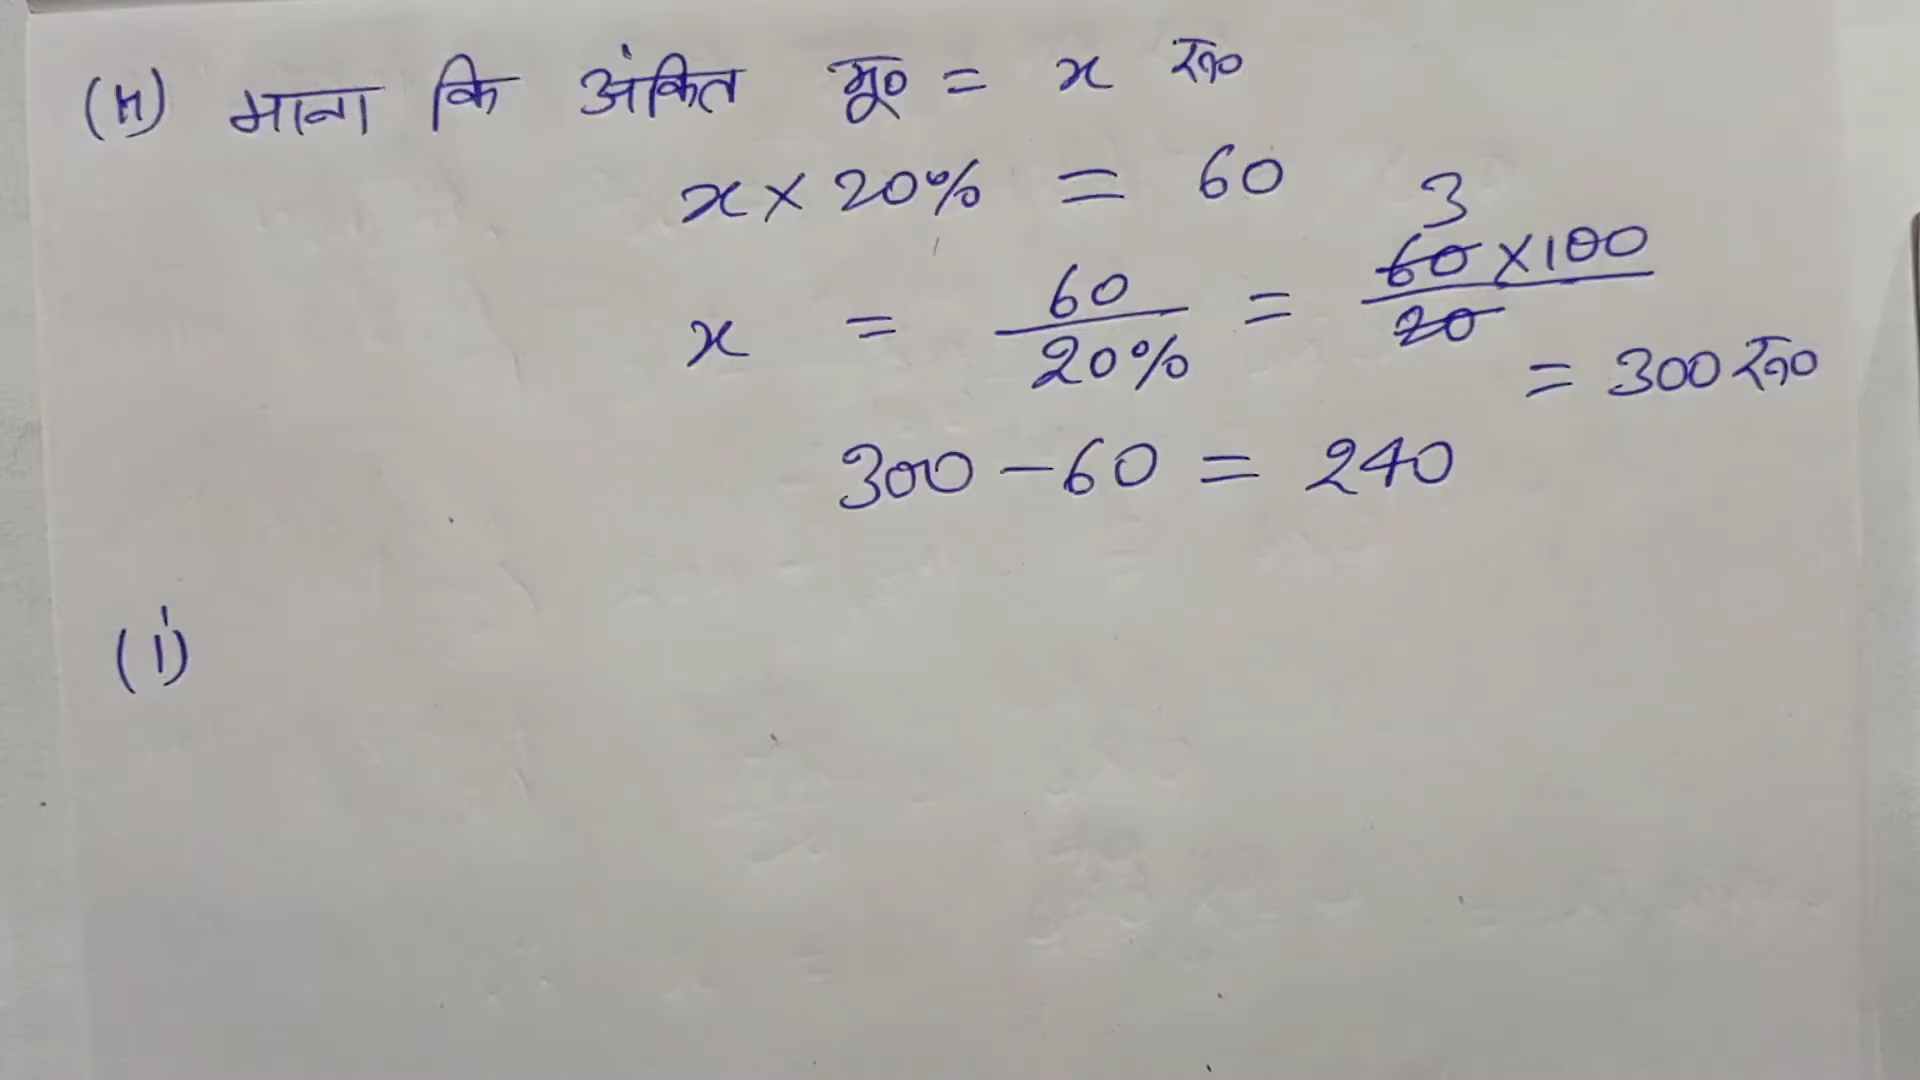 (H) माना कि अंकित मू० = x रु०
x × 20% = 60
x = 60/20% = 60×100/20 3
= 300 रु०
300 - 60 = 240
(i)